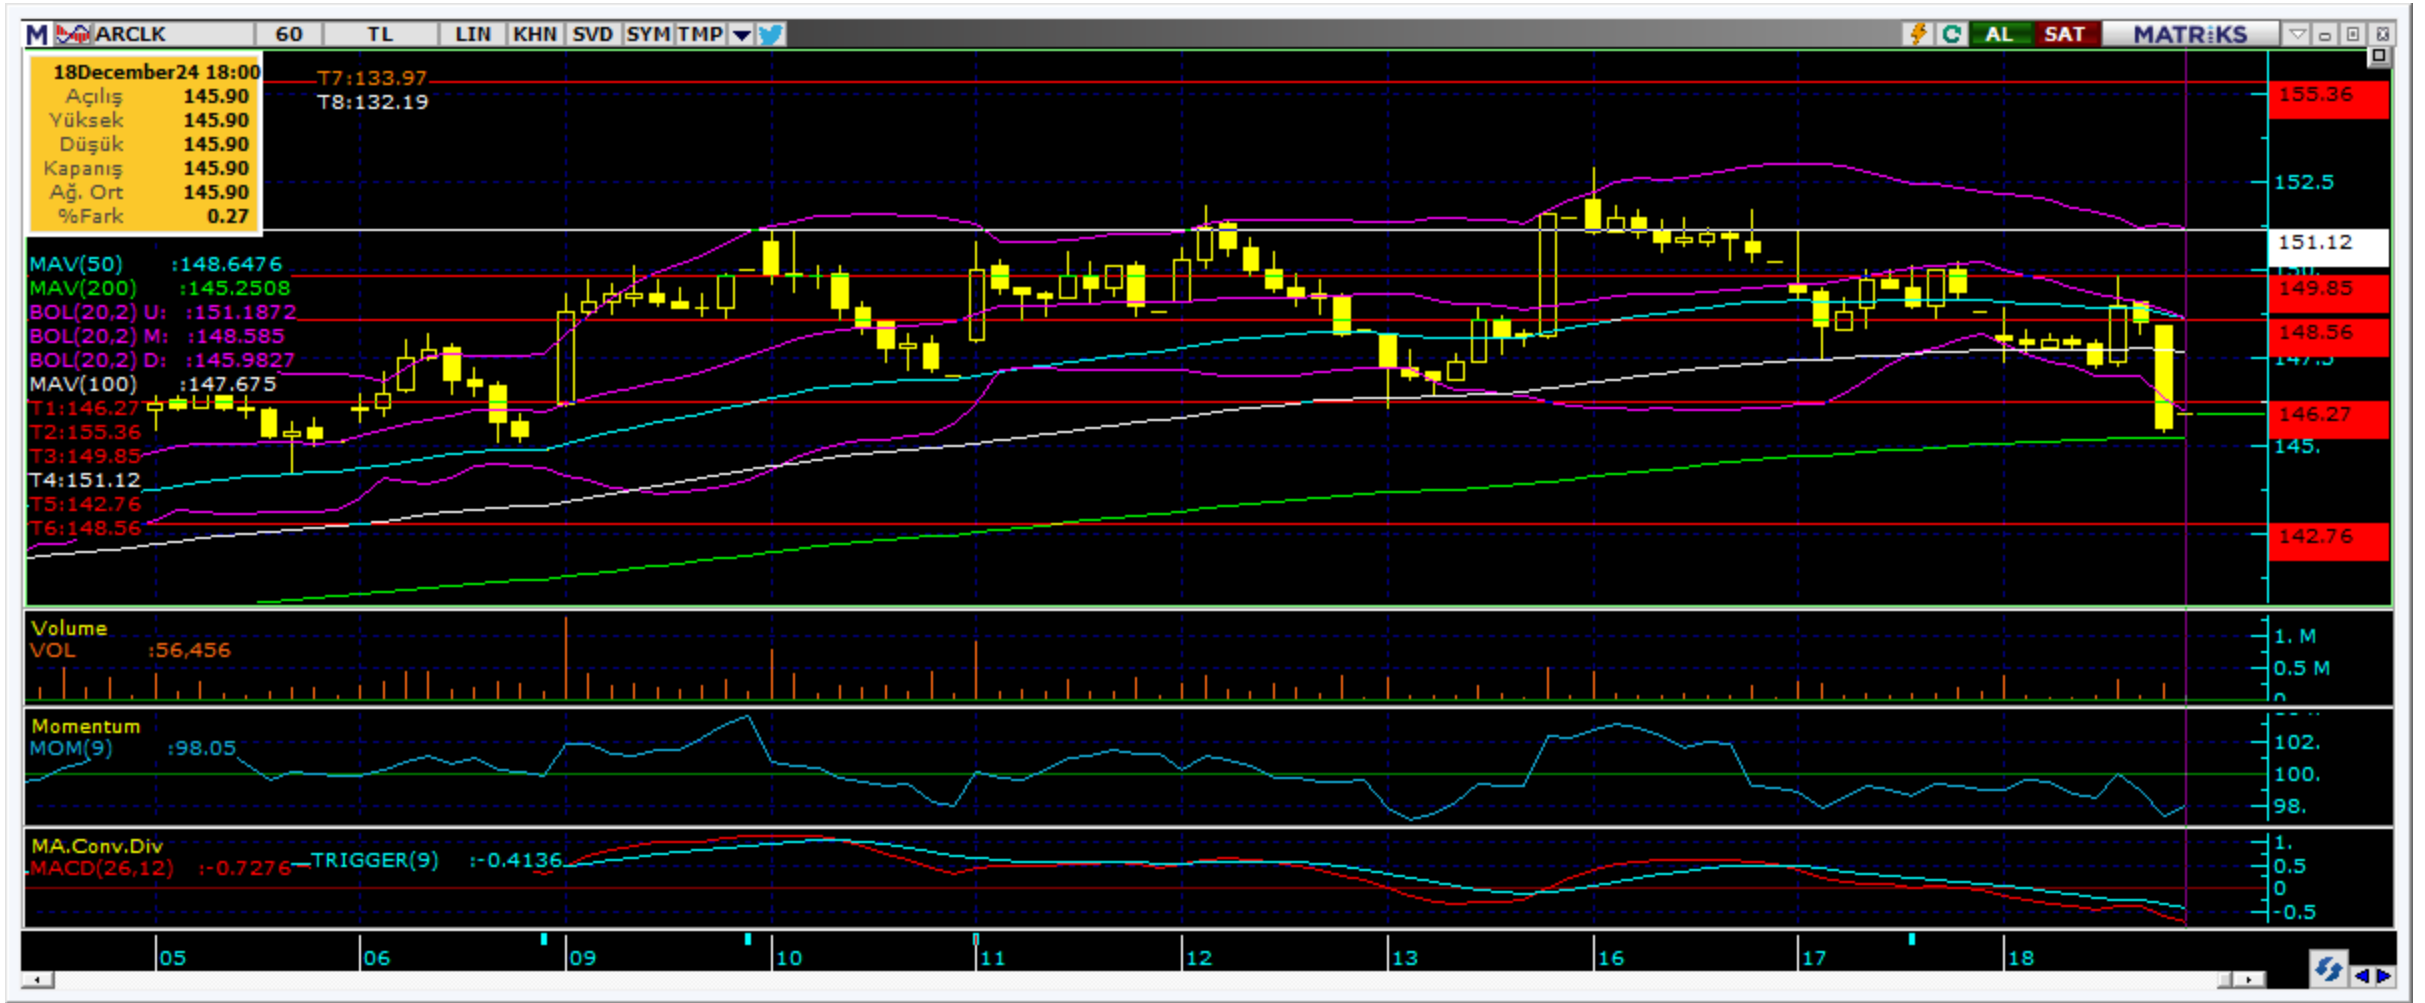 M ARCLK 60 TL LIN KHN SVD SYM TMP AL SAT MATRİKS
18December24 18:00
Açılış 145.90
Yüksek 145.90
Düşük 145.90
Kapanış 145.90
Ağ. Ort 145.90
%Fark 0.27
T7:133.97
T8:132.19
MAV(50) :148.6476
MAV(200) :145.2508
BOL(20,2) U: :151.1872
BOL(20,2) M: :148.585
BOL(20,2) D: :145.9827
MAV(100) :147.675
T1:146.27
T2:155.36
T3:149.85
T4:151.12
T5:142.76
T6:148.56
155.36
152.5
151.12
150.
149.85
148.56
147.5
146.27
145.
142.76
Volume
VOL :56,456
1. M
0.5 M
0
Momentum
MOM(9) :98.05
102.
100.
98.
MA.Conv.Div
MACD(26,12) :-0.7276 TRIGGER(9) :-0.4136
1.
0.5
0
-0.5
05 06 09 10 11 12 13 16 17 18